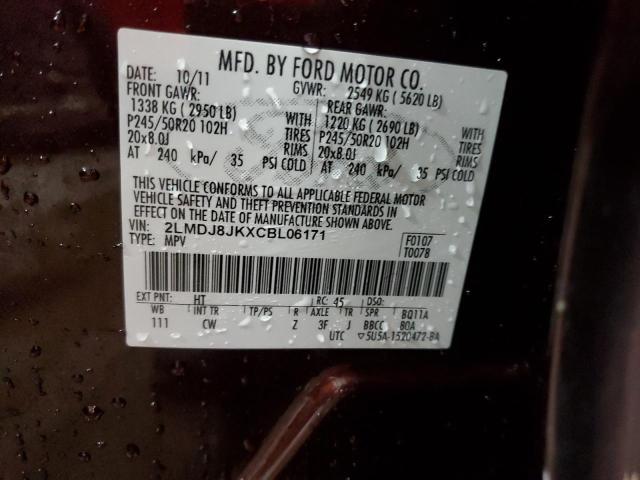 MFD. BY FORD MOTOR CO.
DATE: 10/11 GVWR: 2549 KG ( 5620 LB)
FRONT GAWR: REAR GAWR:
1338 KG ( 2950 LB) WITH 1220 KG ( 2690 LB) WITH
P245/50R20 102H TIRES P245/50R20 102H TIRES
20x8.0J RIMS 20x8.0J RIMS
AT 240 kPa/ 35 PSI COLD AT 240 kPa/ 35 PSI COLD
THIS VEHICLE CONFORMS TO ALL APPLICABLE FEDERAL MOTOR
VEHICLE SAFETY AND THEFT PREVENTION STANDARDS IN
EFFECT ON THE DATE OF MANUFACTURE SHOWN ABOVE.
VIN: 2LMDJ8JKXCBL06171 F0107
TYPE: MPV T0078
EXT PNT: HT RC: 45 DSO:
WB INT TR TP/PS R AXLE TR SPR BQ11A
111 CW Z 3F J BBCC BOA
UTC ▽5U5A-1520472-BA